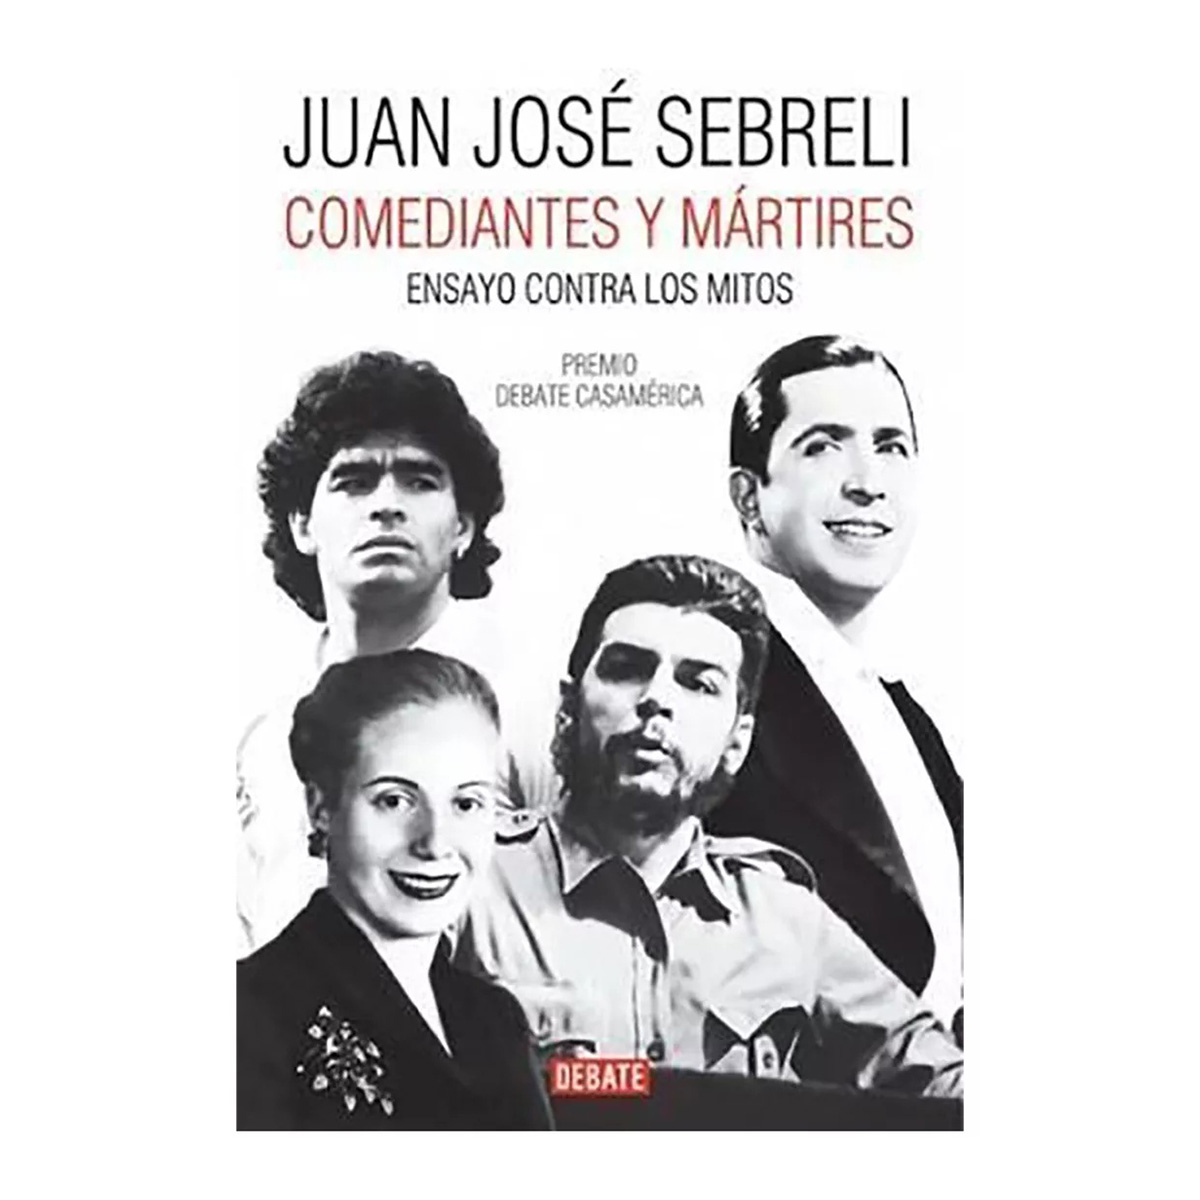 JUAN JOSÉ SEBRELI
COMEDIANTES Y MÁRTIRES
ENSAYO CONTRA LOS MITOS
PREMIO
DEBATE CASAMÉRICA
DEBATE